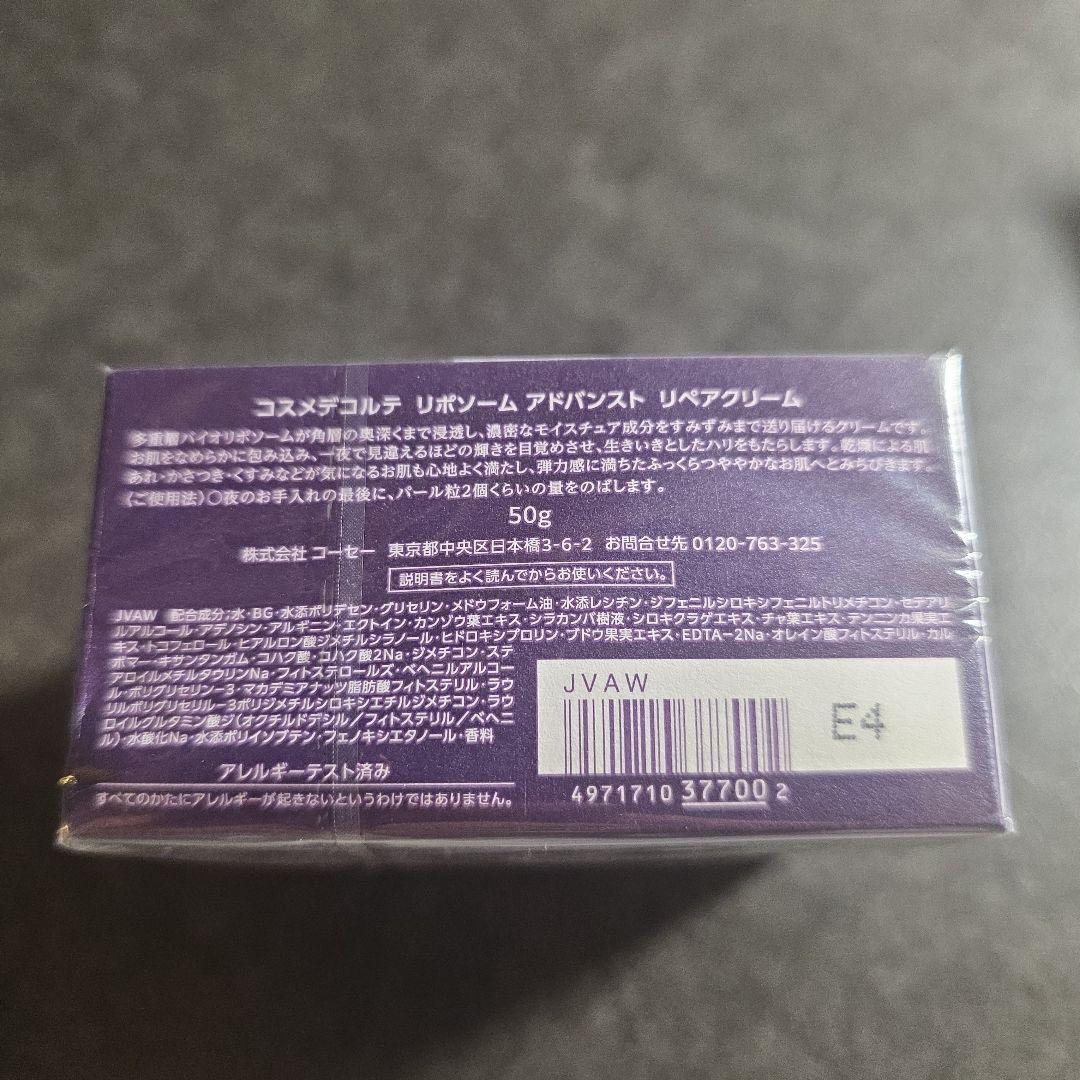 コスメデコルテ リポソーム アドバンスト リペアクリーム
多重層バイオリポソームが角層の奥深くまで浸透し、濃密なモイスチュア成分をすみずみまで送り届けるクリームです。
お肌をなめらかに包み込み、一夜で見違えるほどの輝きを目覚めさせ、生きいきとしたハリをもたらします。乾燥による肌
あれ・かさつき・くすみなどが気になるお肌も心地よく満たし、弾力感に満ちたふっくらつややかなお肌へとみちびきます。
〈ご使用法〉○夜のお手入れの最後に、パール粒2個くらいの量をのばします。
50g
株式会社 コーセー 東京都中央区日本橋3-6-2 お問合せ先 0120-763-325
説明書をよく読んでからお使いください。
JVAW 配合成分;水・BG・水添ポリデセン・グリセリン・メドウフォーム油・水添レシチン・ジフェニルシロキシフェニルトリメチコン・セテアリ
ルアルコール・アデノシン・アルギニン・エクトイン・カンゾウ葉エキス・シラカンバ樹液・シロキクラゲエキス・チャ葉エキス・テンニンカ果実エ
キス・トコフェロール・ヒアルロン酸ジメチルシラノール・ヒドロキシプロリン・ブドウ果実エキス・EDTA-2Na・オレイン酸フィトステリル・カル
ボマー・キサンタンガム・コハク酸・コハク酸2Na・ジメチコン・ステ
アロイルメチルタウリンNa・フィトステロールズ・ベヘニルアルコー
ル・ポリグリセリン-3・マカデミアナッツ脂肪酸フィトステリル・ラウ
リルポリグリセリル-3ポリジメチルシロキシエチルジメチコン・ラウ
ロイルグルタミン酸ジ(オクチルドデシル/フィトステリル/ベヘニ
ル)・水酸化Na・水添ポリイソブテン・フェノキシエタノール・香料
アレルギーテスト済み
すべてのかたにアレルギーが起きないというわけではありません。
JVAW
E4
4971710 37700 2